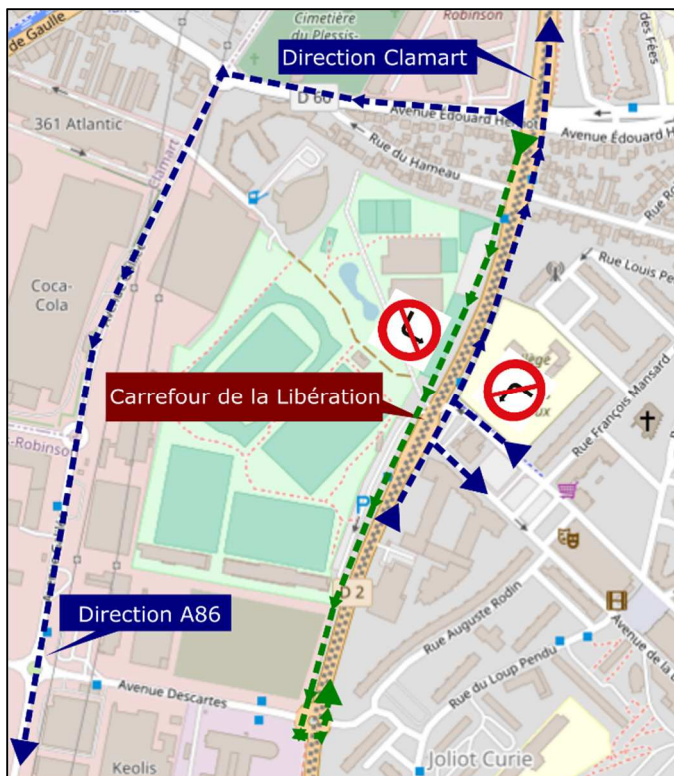 Cimetière
du Plessis-
Robinson
de Gaulle
Robinson
des Fées
Direction Clamart
D 60
Avenue Édouard Her
Avenue Édouard H
361 Atlantic
Clamart
Rue du Hameau
Rue Louis Pe
Coca-
Cola
Carrefour de la Libération
Rue François Mansard
s-Robinson
P
D 2
Direction A86
Rue Auguste Rodin
Rue du Loup Pendu
Avenue de la
Avenue Descartes
Keolis
Joliot Curie